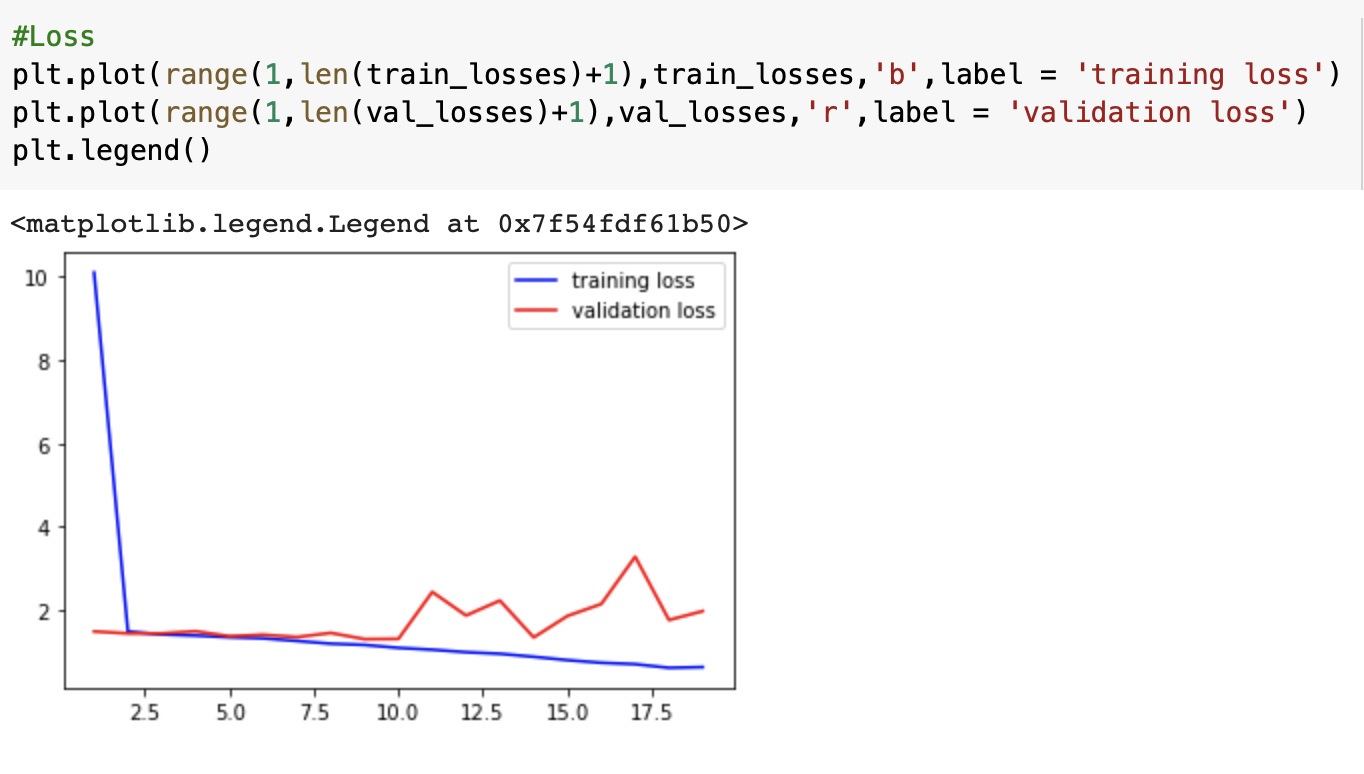 #Loss
plt.plot(range(1,len(train_losses)+1),train_losses,'b',label = 'training loss')
plt.plot(range(1,len(val_losses)+1),val_losses,'r',label = 'validation loss')
plt.legend()
<matplotlib.legend.Legend at 0x7f54fdf61b50>
training loss
validation loss
10
8
6
4
2
2.5 5.0 7.5 10.0 12.5 15.0 17.5